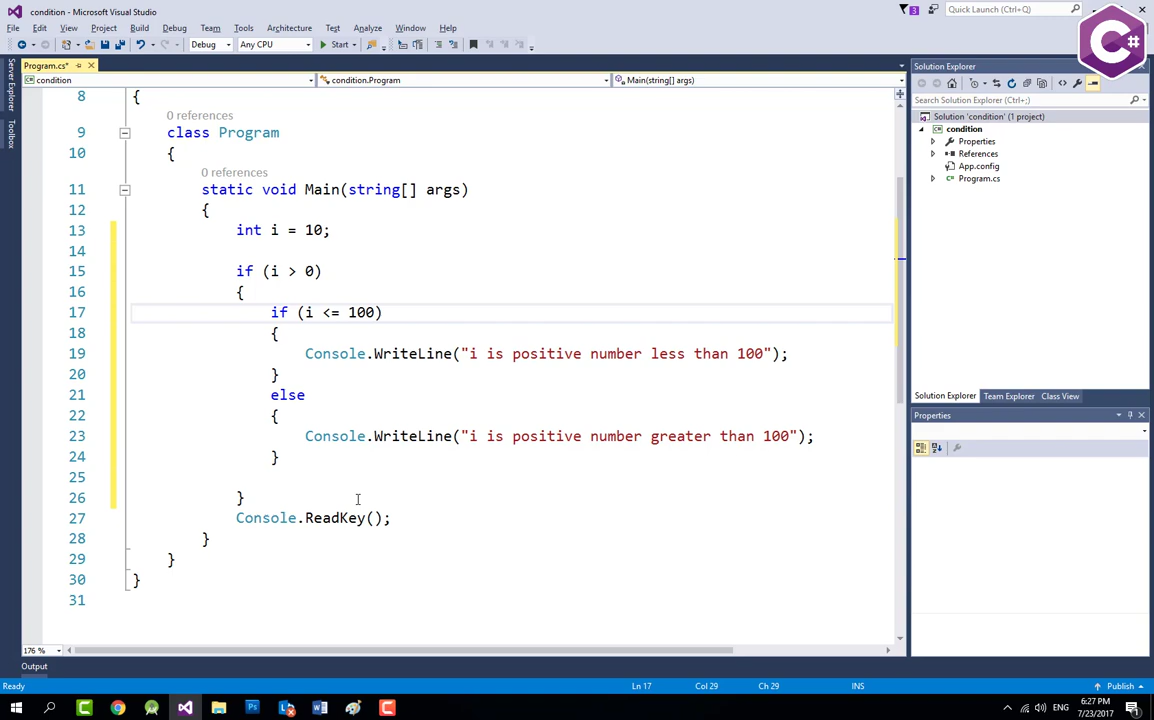 condition - Microsoft Visual Studio
3
Quick Launch (Ctrl+;)
C#
File Edit View Project Build Debug Team Tools Architecture Test Analyze Window Help
Debug Any CPU Start
Program.cs*
Server Explorer
Toolbox
condition condition.Program Main(string[] args)
8 {
0 references
9 class Program
10 {
0 references
11 static void Main(string[] args)
12 {
13 int i = 10;
14
15 if (i > 0)
16 {
17 if (i <= 100)
18 {
19 Console.WriteLine("i is positive number less than 100");
20 }
21 else
22 {
23 Console.WriteLine("i is positive number greater than 100");
24 }
25
26 }
27 Console.ReadKey();
28 }
29 }
30 }
31
176 %
Solution Explorer
Search Solution Explorer (Ctrl+;)
Solution 'condition' (1 project)
condition
Properties
References
App.config
Program.cs
Solution Explorer Team Explorer Class View
Properties
Output
Ready Ln 17 Col 29 Ch 29 INS Publish
ENG 6:27 PM
7/23/2017
1